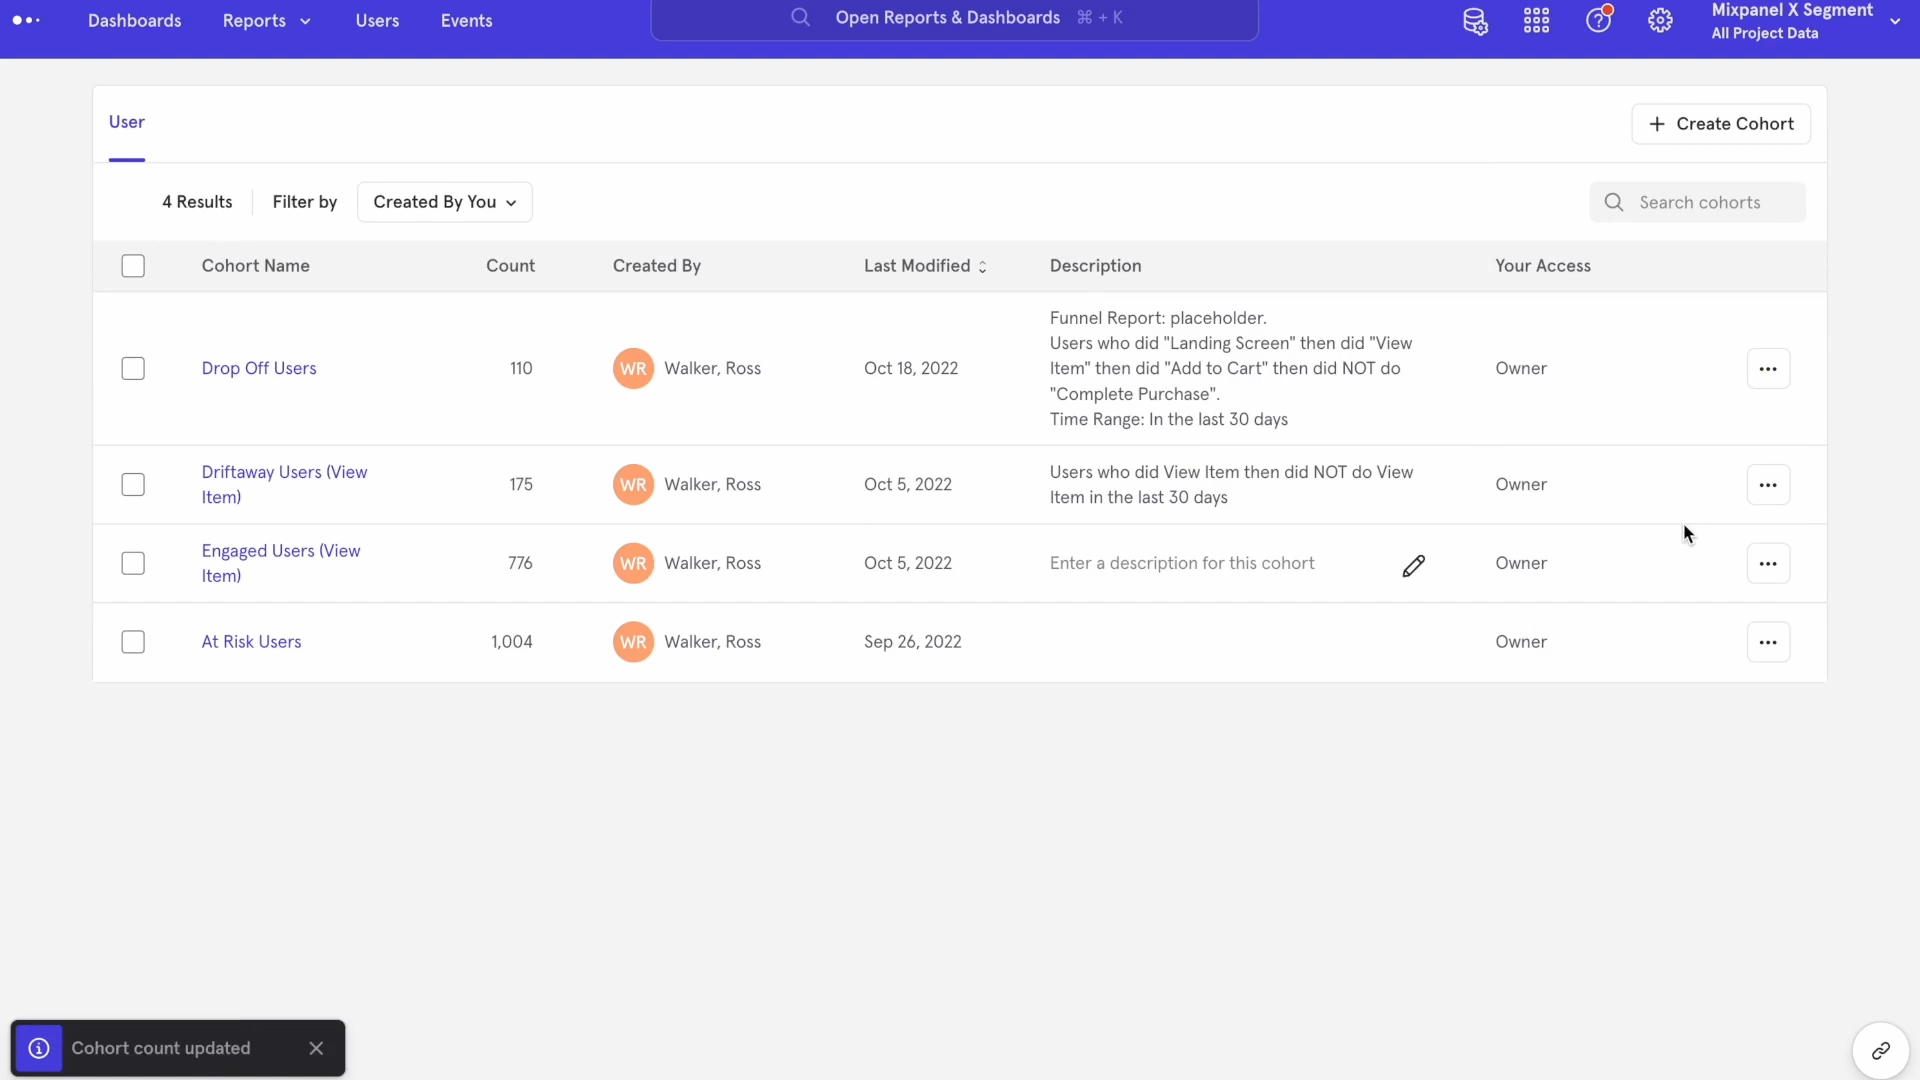 Dashboards
Reports
Users
Events
Open Reports & Dashboards ⌘ + K
Mixpanel X Segment
All Project Data
User
+ Create Cohort
4 Results
Filter by
Created By You
Search cohorts
Cohort Name
Count
Created By
Last Modified
Description
Your Access
Drop Off Users
110
WR
Walker, Ross
Oct 18, 2022
Funnel Report: placeholder.
Users who did "Landing Screen" then did "View
Item" then did "Add to Cart" then did NOT do
"Complete Purchase".
Time Range: In the last 30 days
Owner
Driftaway Users (View
Item)
175
WR
Walker, Ross
Oct 5, 2022
Users who did View Item then did NOT do View
Item in the last 30 days
Owner
Engaged Users (View
Item)
776
WR
Walker, Ross
Oct 5, 2022
Enter a description for this cohort
Owner
At Risk Users
1,004
WR
Walker, Ross
Sep 26, 2022
Owner
Cohort count updated